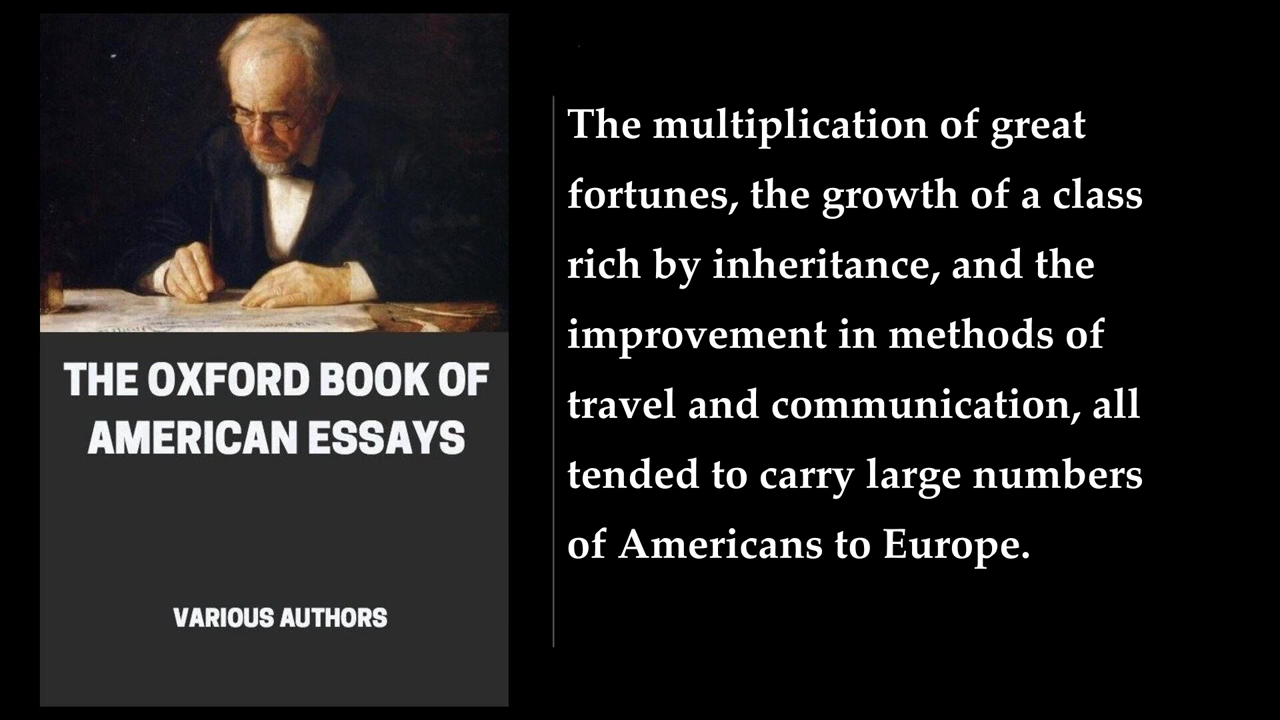 THE OXFORD BOOK OF
AMERICAN ESSAYS
VARIOUS AUTHORS
The multiplication of great
fortunes, the growth of a class
rich by inheritance, and the
improvement in methods of
travel and communication, all
tended to carry large numbers
of Americans to Europe.